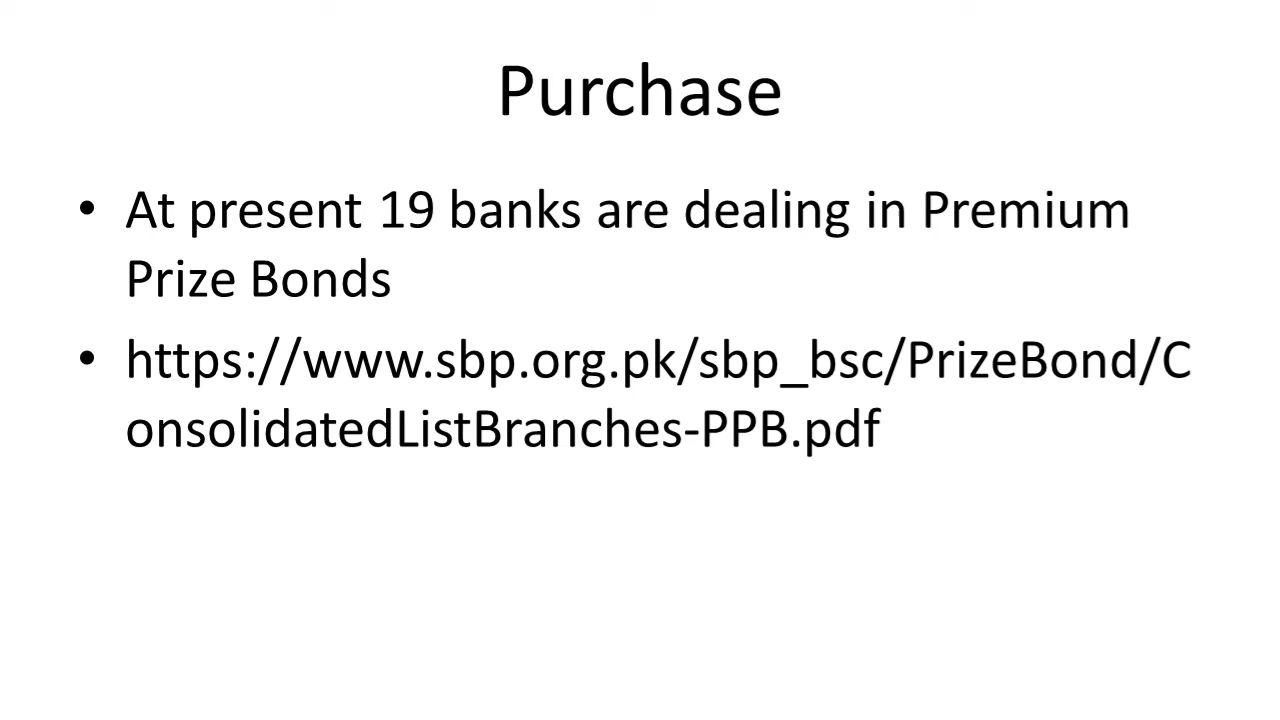 Purchase
• At present 19 banks are dealing in Premium
Prize Bonds
• https://www.sbp.org.pk/sbp_bsc/PrizeBond/C
onsolidatedListBranches-PPB.pdf